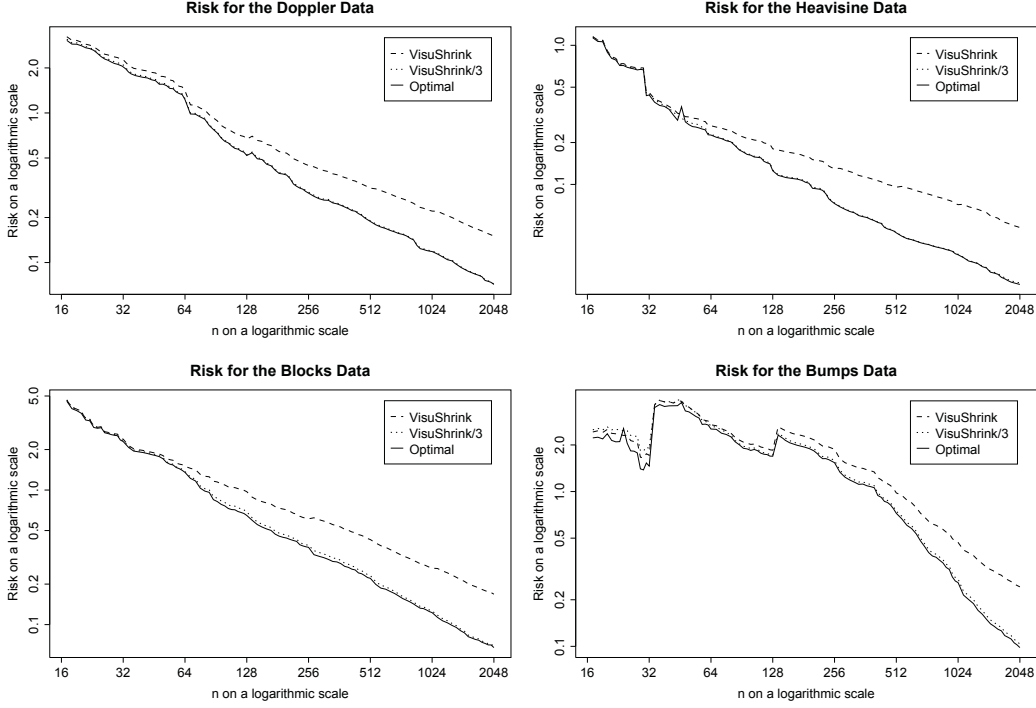 Risk for the Doppler Data
Risk on a logarithmic scale
2.0
1.0
0.5
0.2
0.1
VisuShrink
VisuShrink/3
Optimal
16 32 64 128 256 512 1024 2048
n on a logarithmic scale
Risk for the Heavisine Data
Risk on a logarithmic scale
1.0
0.5
0.2
0.1
VisuShrink
VisuShrink/3
Optimal
16 32 64 128 256 512 1024 2048
n on a logarithmic scale
Risk for the Blocks Data
Risk on a logarithmic scale
5.0
2.0
1.0
0.5
0.2
0.1
VisuShrink
VisuShrink/3
Optimal
16 32 64 128 256 512 1024 2048
n on a logarithmic scale
Risk for the Bumps Data
Risk on a logarithmic scale
2.0
1.0
0.5
0.2
0.1
VisuShrink
VisuShrink/3
Optimal
16 32 64 128 256 512 1024 2048
n on a logarithmic scale